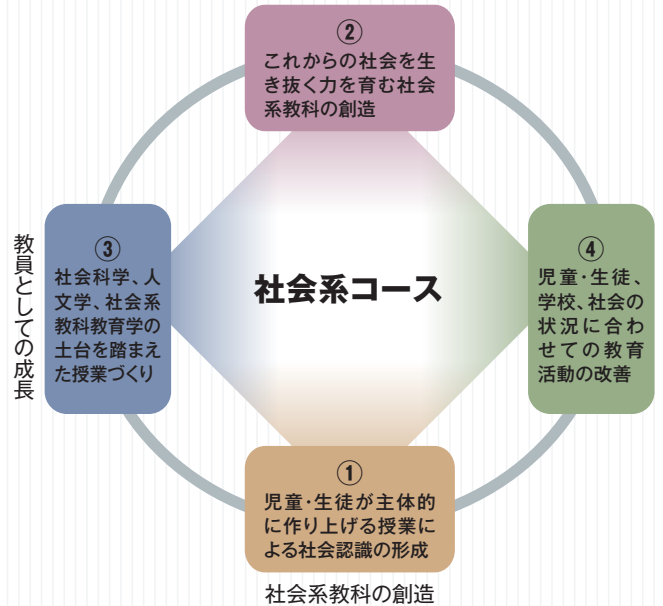 ②
これからの社会を生
き抜く力を育む社会
系教科の創造
教員としての成長
③
社会科学、人
文学、社会系
教科教育学の
土台を踏まえ
た授業づくり
社会系コース
④
児童・生徒、
学校、社会の
状況に合わ
せての教育
活動の改善
①
児童・生徒が主体的
に作り上げる授業に
よる社会認識の形成
社会系教科の創造